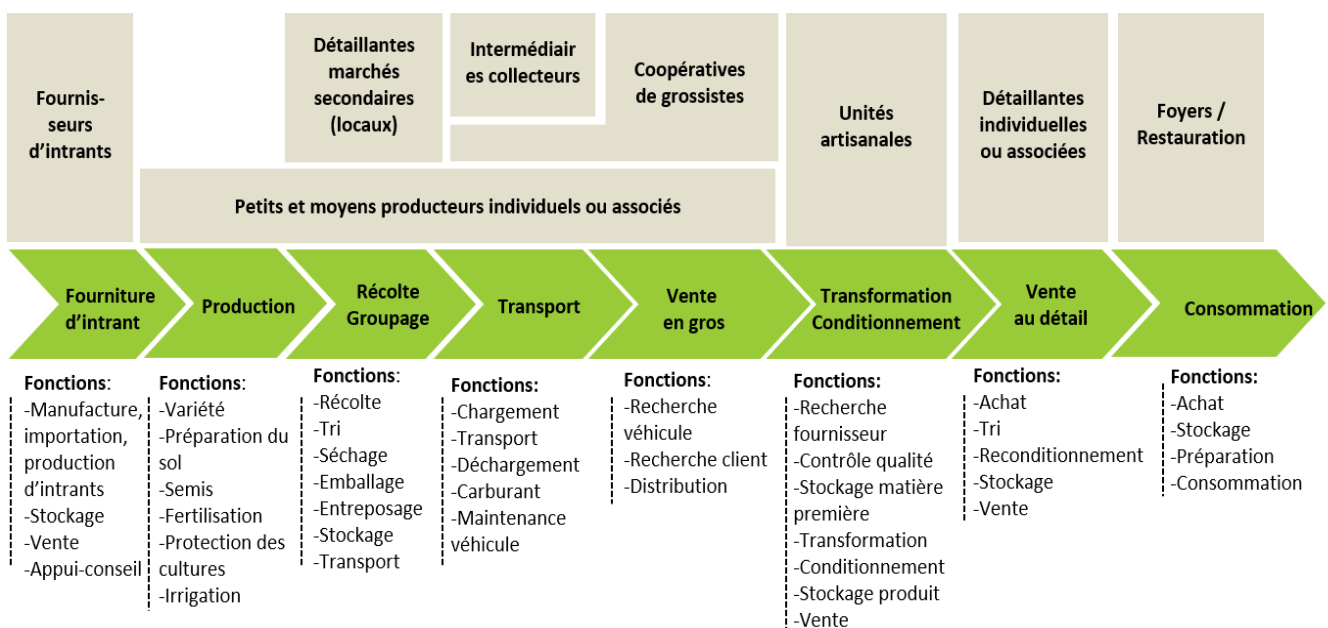 Fournis-
seurs
d'intrants
Détaillantes
marchés
secondaires
(locaux)
Intermédiair
es collecteurs
Coopératives
de grossistes
Unités
artisanales
Détaillantes
individuelles
ou associées
Foyers /
Restauration
Petits et moyens producteurs individuels ou associés
Fourniture
d'intrant
Production
Récolte
Groupage
Transport
Vente
en gros
Transformation
Conditionnement
Vente
au détail
Consommation
Fonctions:
-Manufacture,
importation,
production
d'intrants
-Stockage
-Vente
-Appui-conseil
Fonctions:
-Variété
-Préparation du
sol
-Semis
-Fertilisation
-Protection des
cultures
-Irrigation
Fonctions:
-Récolte
-Tri
-Séchage
-Emballage
-Entreposage
-Stockage
-Transport
Fonctions:
-Chargement
-Transport
-Déchargement
-Carburant
-Maintenance
véhicule
Fonctions:
-Recherche
véhicule
-Recherche client
-Distribution
Fonctions:
-Recherche
fournisseur
-Contrôle qualité
-Stockage matière
première
-Transformation
-Conditionnement
-Stockage produit
-Vente
Fonctions:
-Achat
-Tri
-Reconditionnement
-Stockage
-Vente
Fonctions:
-Achat
-Stockage
-Préparation
-Consommation